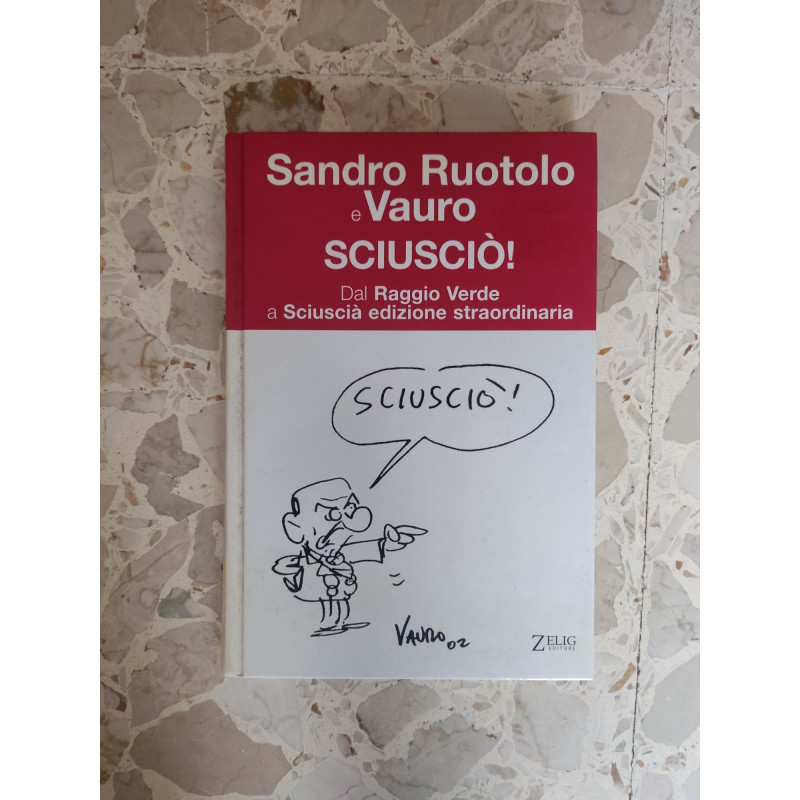 Sandro Ruotolo
e Vauro
SCIUSCIÒ!
Dal Raggio Verde
a Sciuscià edizione straordinaria
SCIUSCIÒ!
VAURO 02
ZELIG
EDITORE